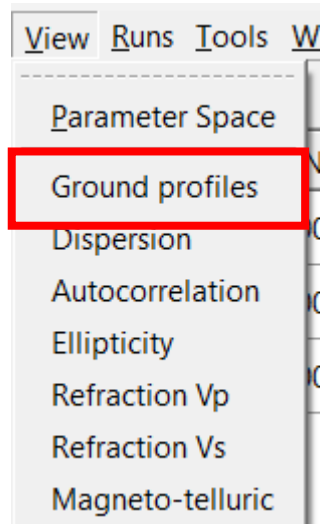 View Runs Tools W
Parameter Space
Ground profiles
Dispersion
Autocorrelation
Ellipticity
Refraction Vp
Refraction Vs
Magneto-telluric